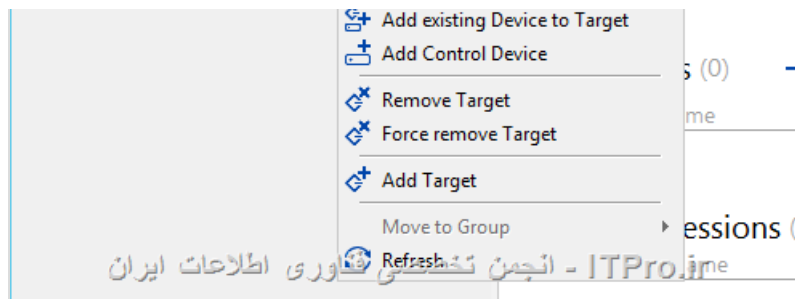 Add existing Device to Target
Add Control Device
s (0)
Remove Target
me
Force remove Target
Add Target
Move to Group
essions (
Refresh
me
ITPro.ir - انجمن تخصصی فناوری اطلاعات ایران